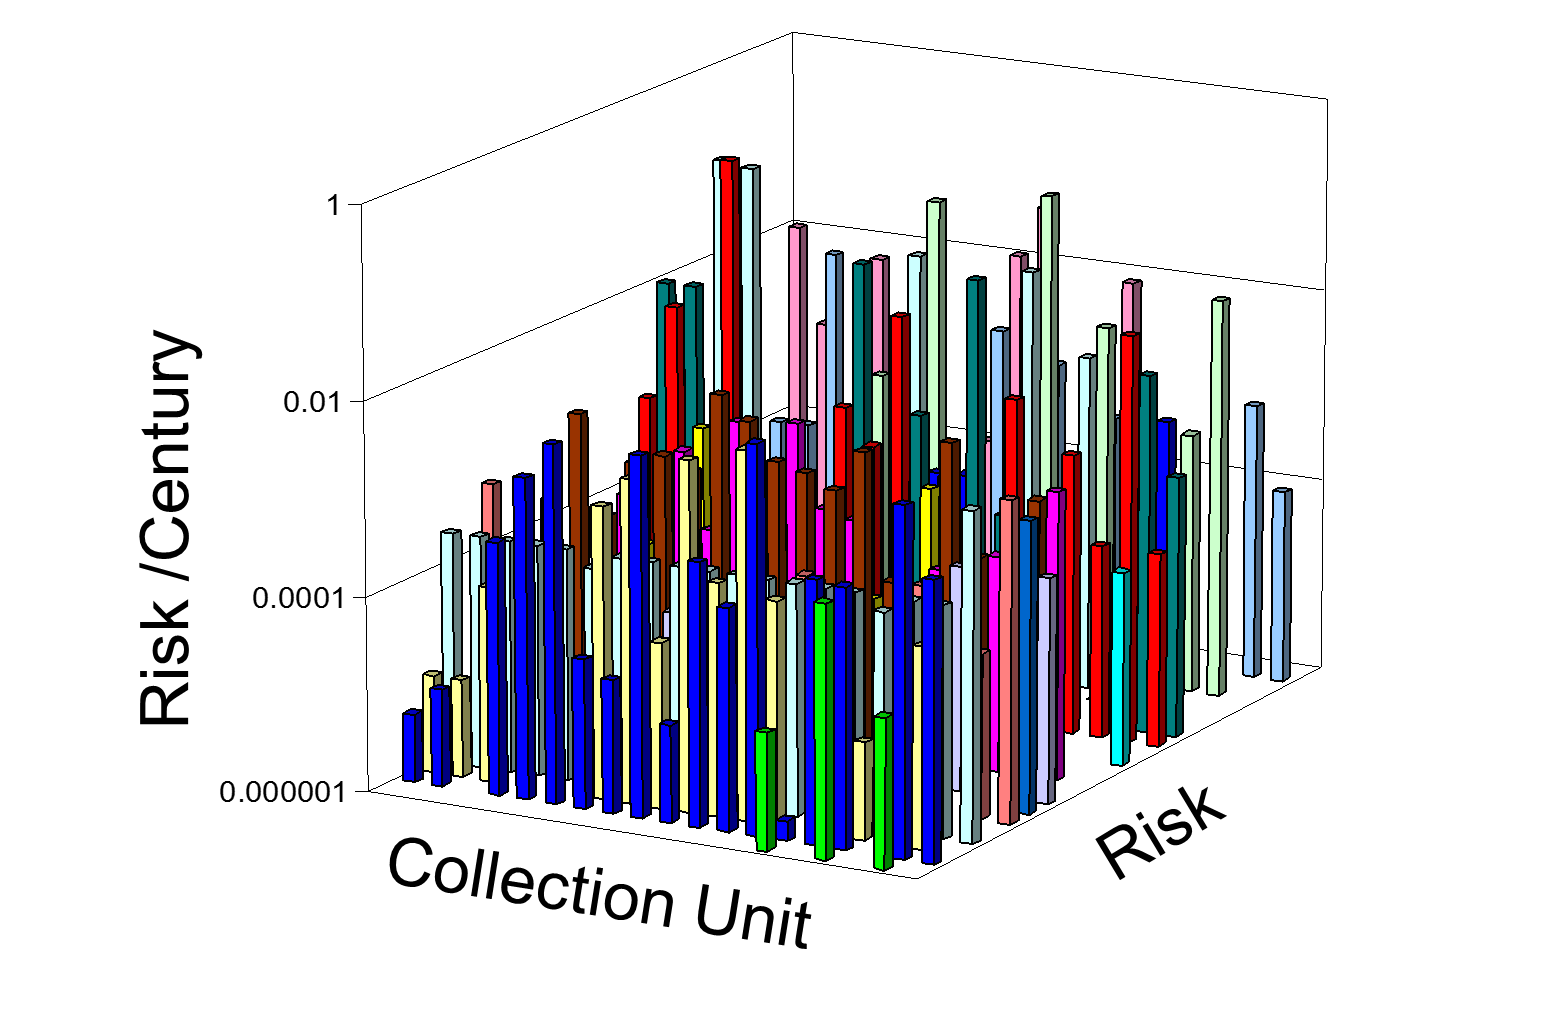 1
0.01
0.0001
0.000001
Risk /Century
Collection Unit
Risk